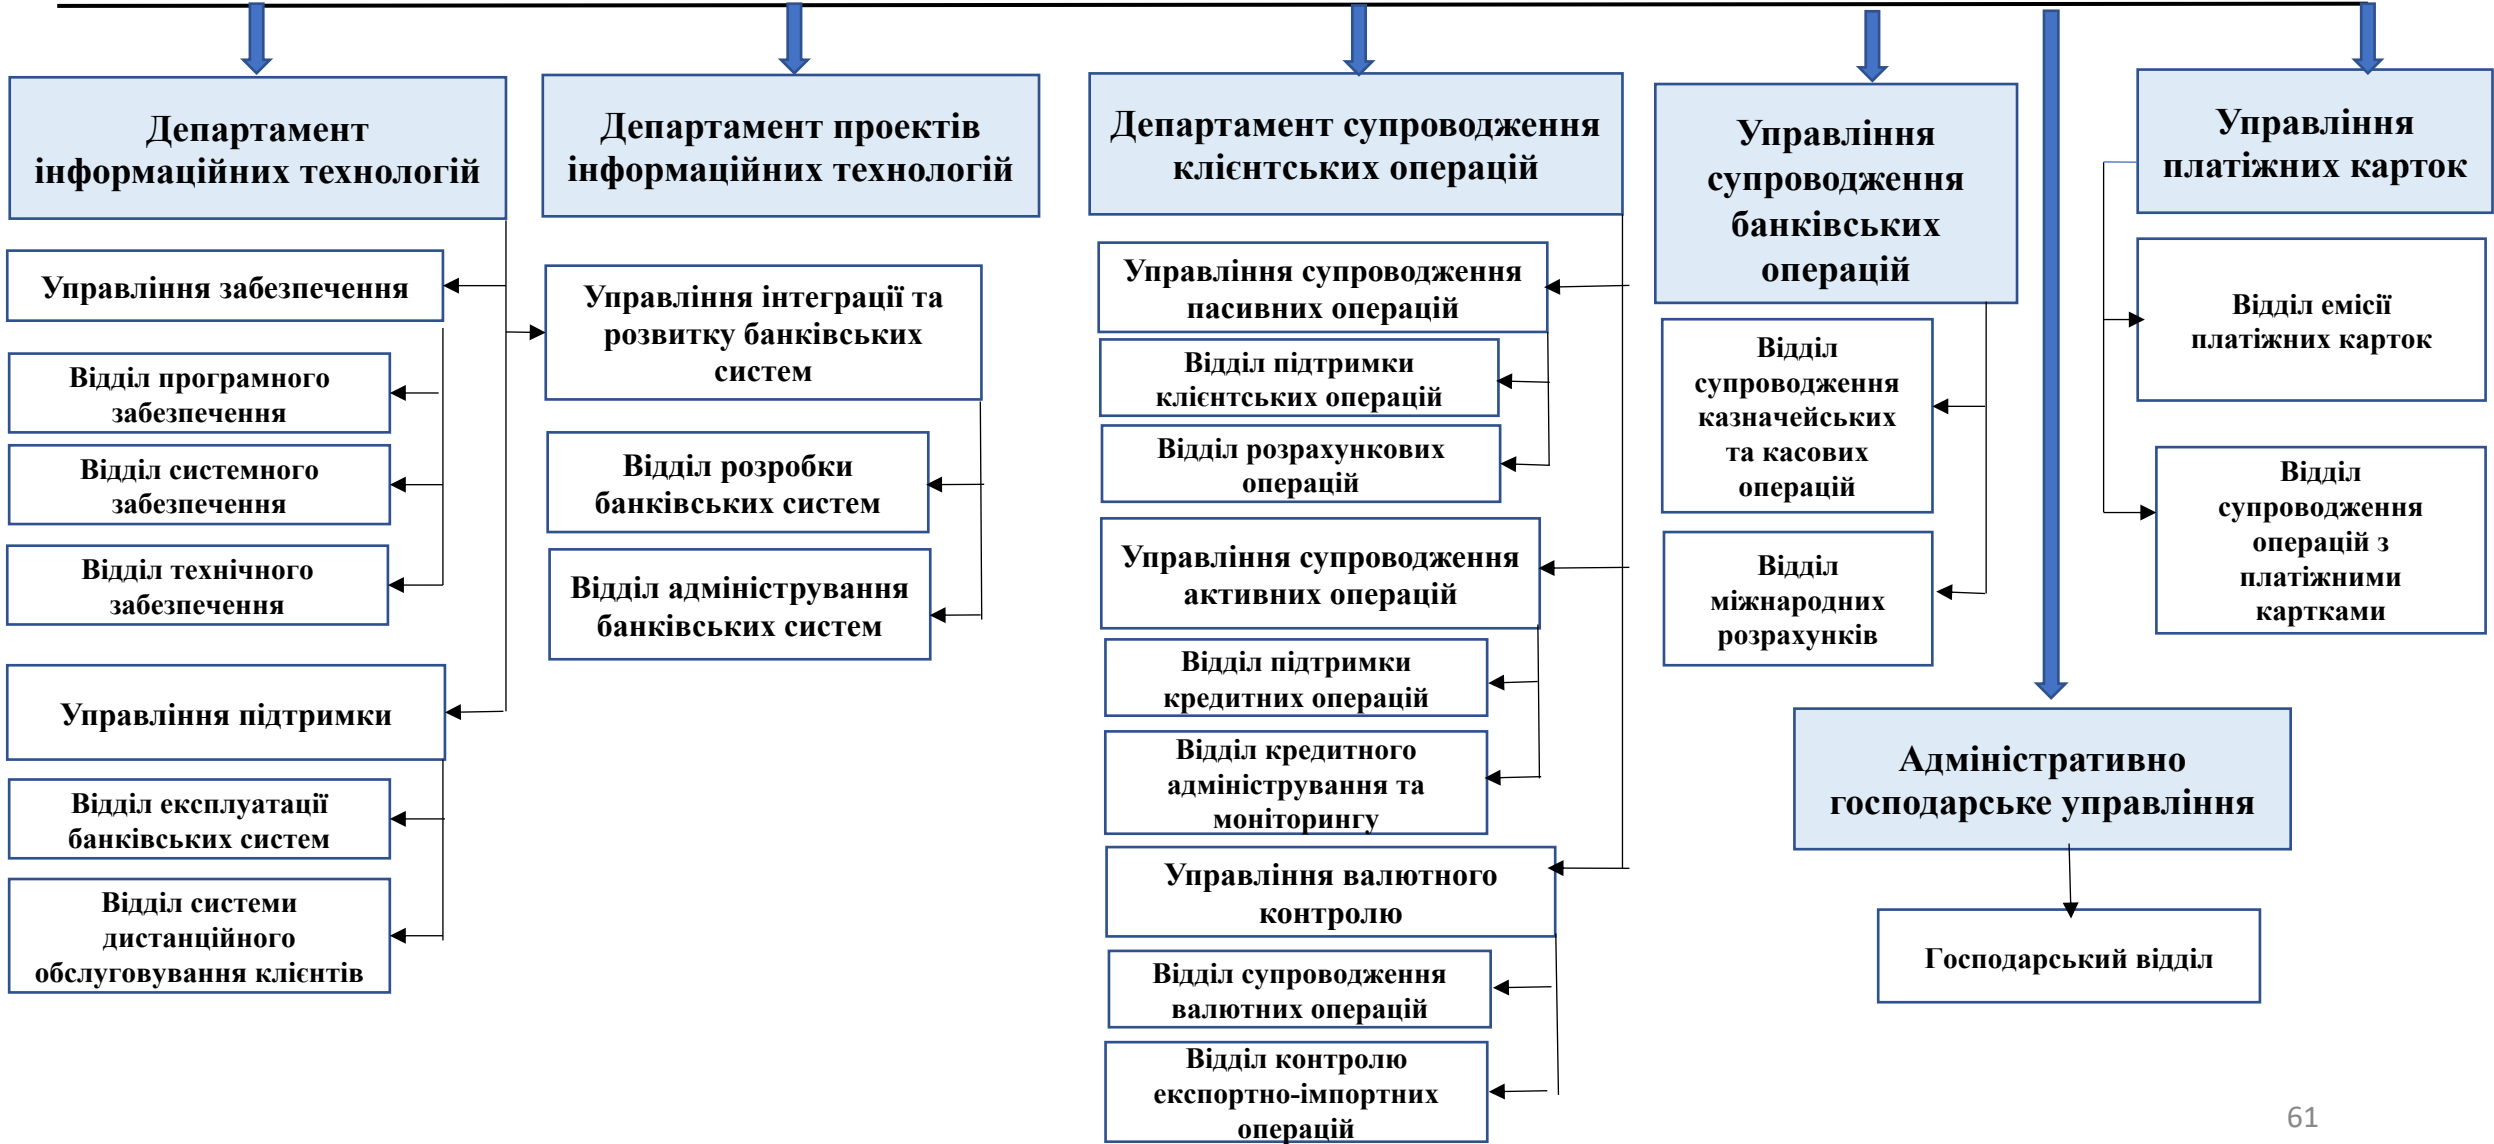 Департамент
інформаційних технологій
Управління забезпечення
Відділ програмного
забезпечення
Відділ системного
забезпечення
Відділ технічного
забезпечення
Управління підтримки
Відділ експлуатації
банківських систем
Відділ системи
дистанційного
обслуговування клієнтів
Департамент проектів
інформаційних технологій
Управління інтеграції та
розвитку банківських
систем
Відділ розробки
банківських систем
Відділ адміністрування
банківських систем
Департамент супроводження
клієнтських операцій
Управління супроводження
пасивних операцій
Відділ підтримки
клієнтських операцій
Відділ розрахункових
операцій
Управління супроводження
активних операцій
Відділ підтримки
кредитних операцій
Відділ кредитного
адміністрування та
моніторингу
Управління валютного
контролю
Відділ супроводження
валютних операцій
Відділ контролю
експортно-імпортних
операцій
Управління
супроводження
банківських
операцій
Відділ
супроводження
казначейських
та касових
операцій
Відділ
міжнародних
розрахунків
Адміністративно
господарське управління
Господарський відділ
Управління
платіжних карток
Відділ емісії
платіжних карток
Відділ
супроводження
операцій з
платіжними
картками
61